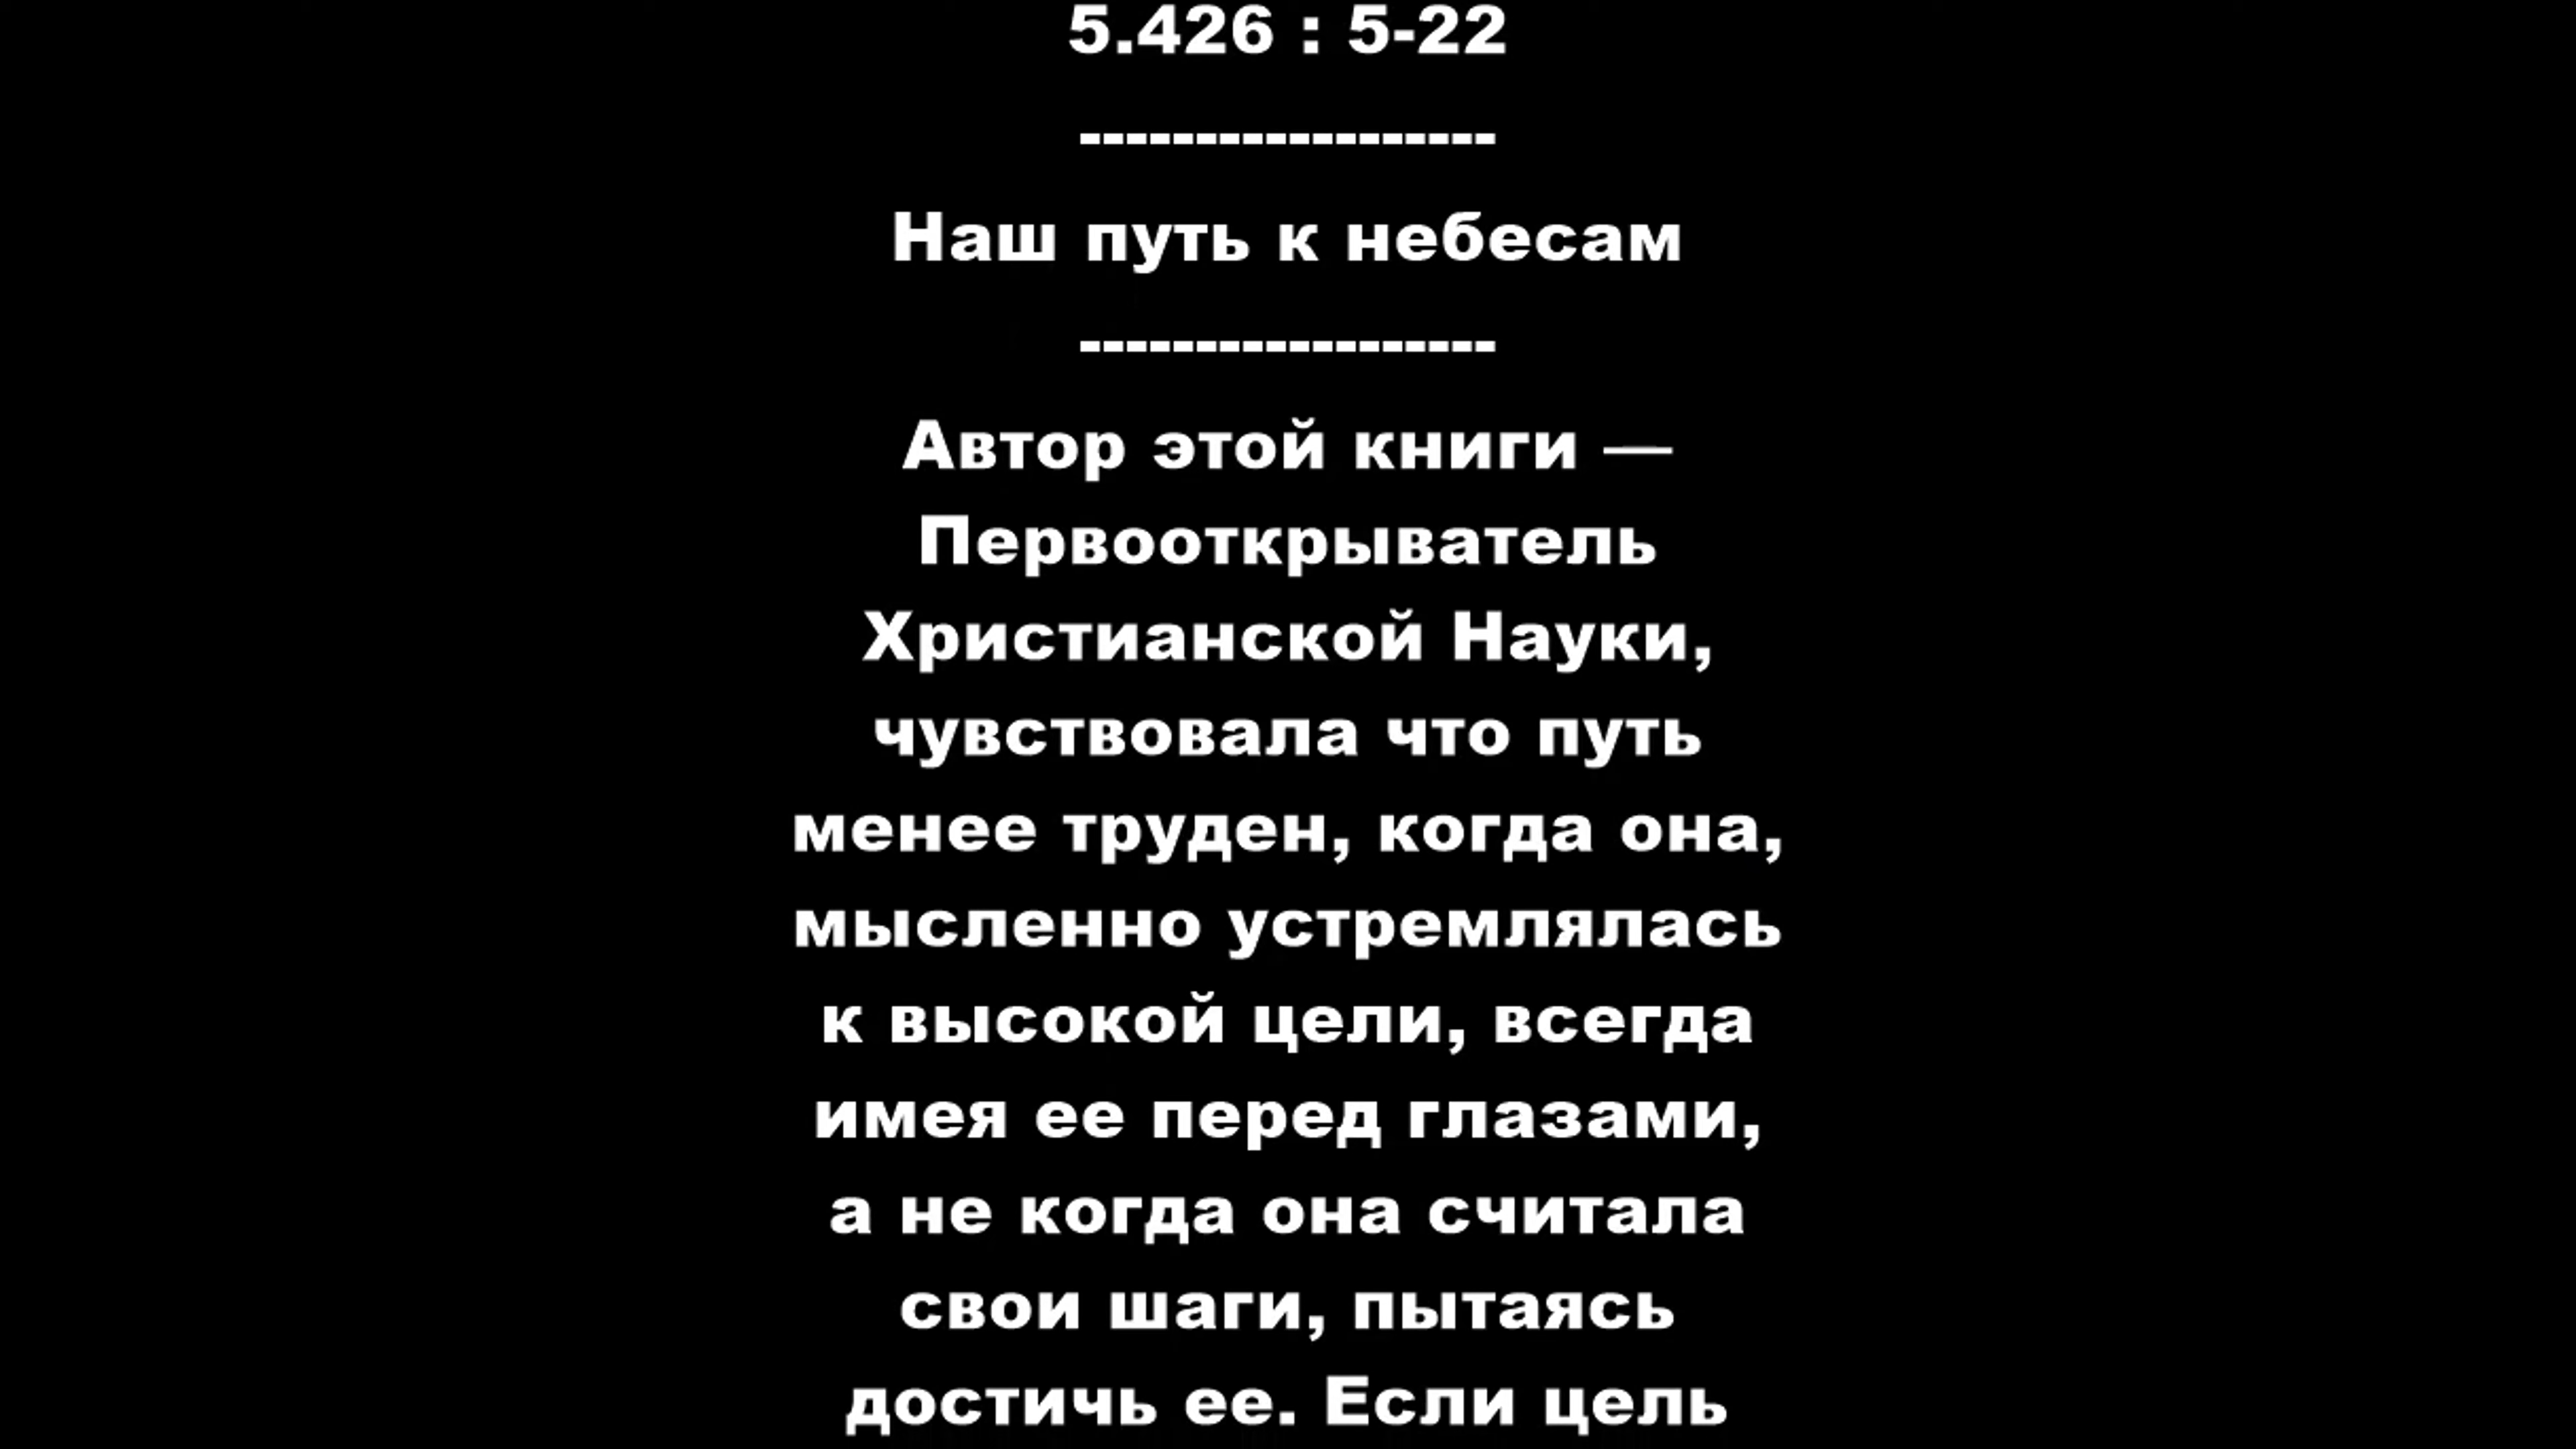 5.426 : 5-22
------------------
Наш путь к небесам
------------------
Автор этой книги —
Первооткрыватель
Христианской Науки,
чувствовала что путь
менее труден, когда она,
мысленно устремлялась
к высокой цели, всегда
имея ее перед глазами,
а не когда она считала
свои шаги, пытаясь
достичь ее. Если цель